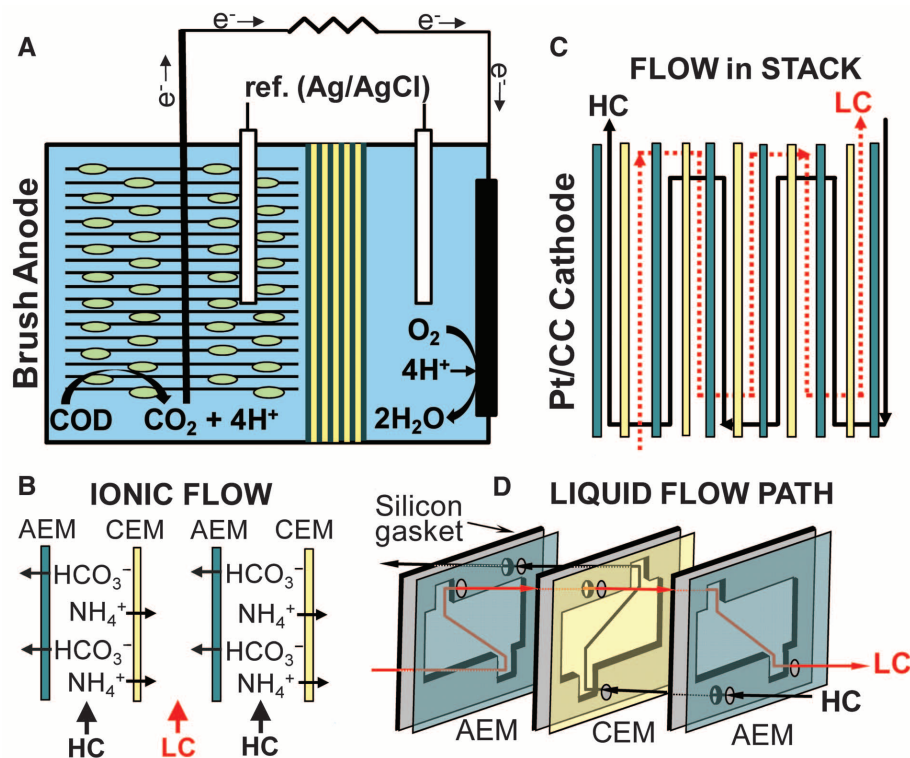 A
e⁻→
e⁻→
e⁻→
e⁻→
ref. (Ag/AgCl)
Brush Anode
O₂
4H⁺
2H₂O
COD
CO₂ + 4H⁺
C
FLOW in STACK
HC
LC
Pt/CC Cathode
B
IONIC FLOW
AEM
CEM
AEM
CEM
HCO₃⁻
HCO₃⁻
NH₄⁺
NH₄⁺
HCO₃⁻
HCO₃⁻
NH₄⁺
NH₄⁺
HC
LC
HC
D
LIQUID FLOW PATH
Silicon
gasket
LC
HC
AEM
CEM
AEM